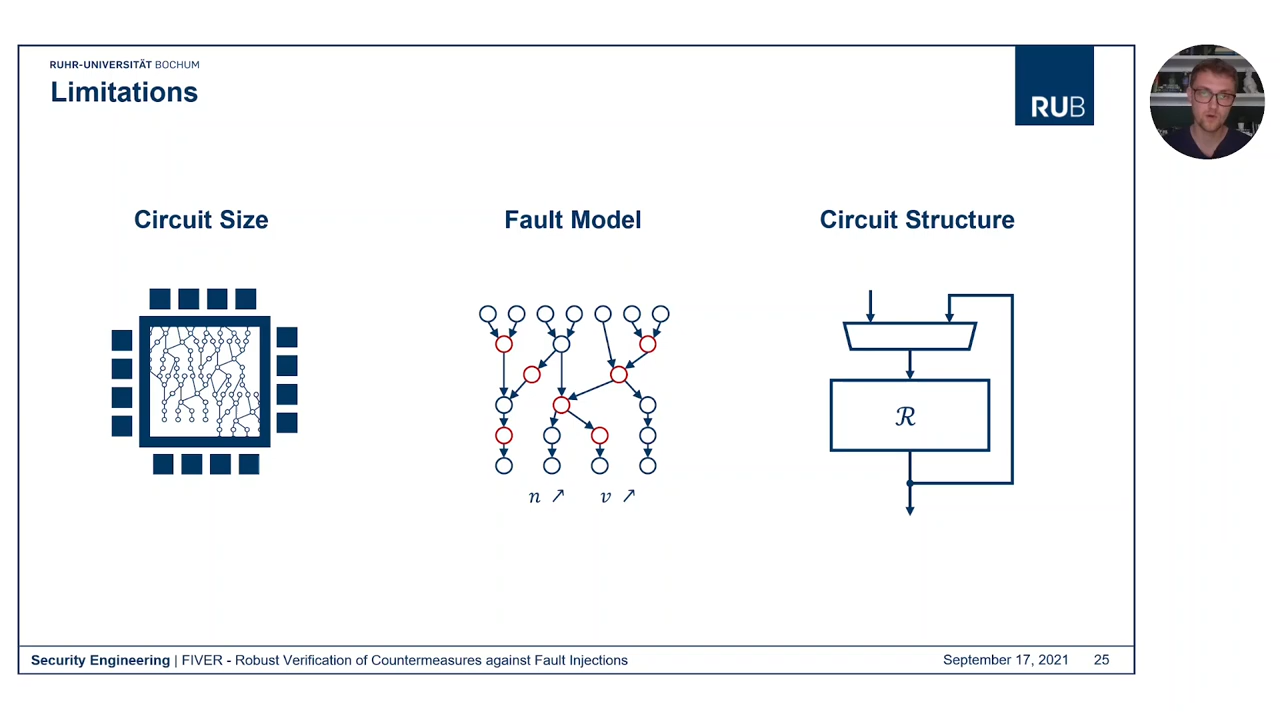 RUHR-UNIVERSITÄT BOCHUM
Limitations
RUB
Circuit Size
Fault Model
Circuit Structure
ℛ
n ↗ v ↗
Security Engineering | FIVER - Robust Verification of Countermeasures against Fault Injections
September 17, 2021 25